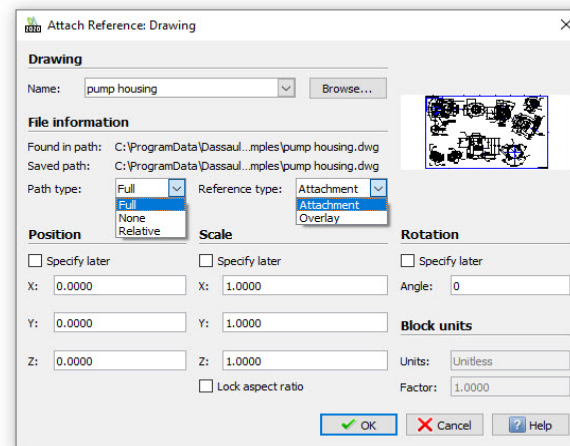 2020
Attach Reference: Drawing
Drawing
Name: pump housing Browse...
File information
Found in path: C:\ProgramData\Dassaul...mples\pump housing.dwg
Saved path: C:\ProgramData\Dassaul...mples\pump housing.dwg
Path type: Full Reference type: Attachment
Full Attachment
None Overlay
Relative
Position Scale Rotation
Specify later Specify later Specify later
X: 0.0000 X: 1.0000 Angle: 0
Y: 0.0000 Y: 1.0000 Block units
Z: 0.0000 Z: 1.0000 Units: Unitless
Lock aspect ratio Factor: 1.0000
OK Cancel Help